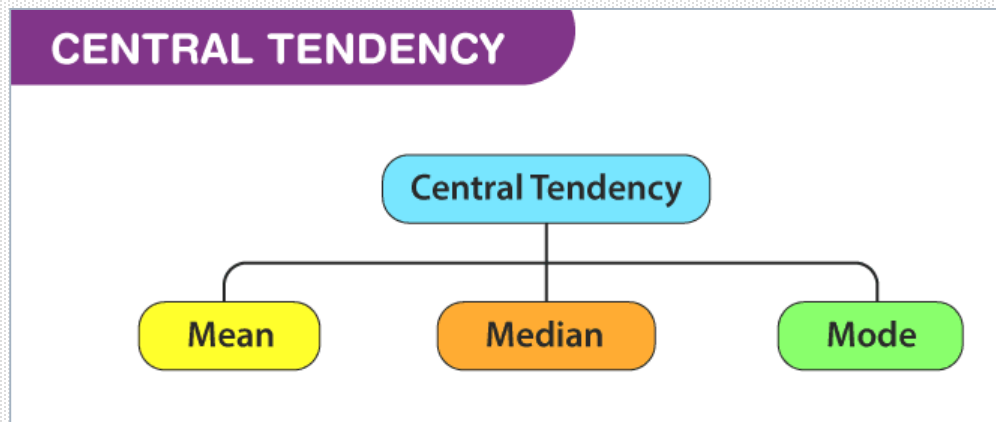 CENTRAL TENDENCY
Central Tendency
Mean
Median
Mode